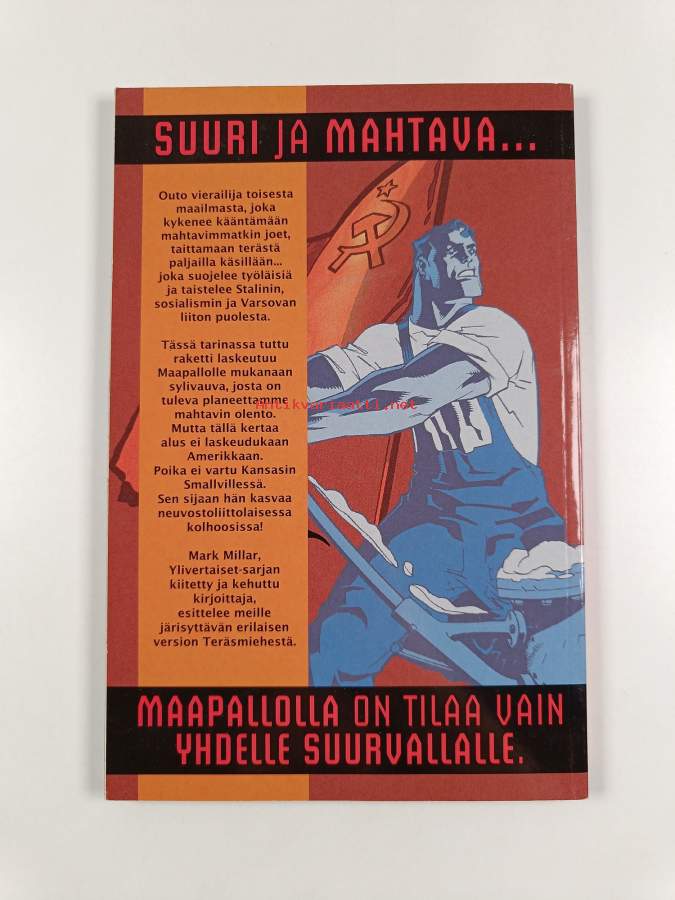 SUURI JA MAHTAVA...
Outo vierailija toisesta
maailmasta, joka
kykenee kääntämään
mahtavimmatkin joet,
taittamaan terästä
paljailla käsillään...
joka suojelee työläisiä
ja taistelee Stalinin,
sosialismin ja Varsovan
liiton puolesta.
Tässä tarinassa tuttu
raketti laskeutuu
Maapallolle mukanaan
sylivauva, josta on
tuleva planeettamme
mahtavin olento.
Mutta tällä kertaa
alus ei laskeudukaan
Amerikkaan.
Poika ei vartu Kansasin
Smallvillessä.
Sen sijaan hän kasvaa
neuvostoliittolaisessa
kolhoosissa!
Mark Millar,
Ylivertaiset-sarjan
kiitetty ja kehuttu
kirjoittaja,
esittelee meille
järisyttävän erilaisen
version Teräsmiehestä.
antikvariaatti.net
MAAPALLOLLA ON TILAA VAIN
YHDELLE SUURVALLALLE.